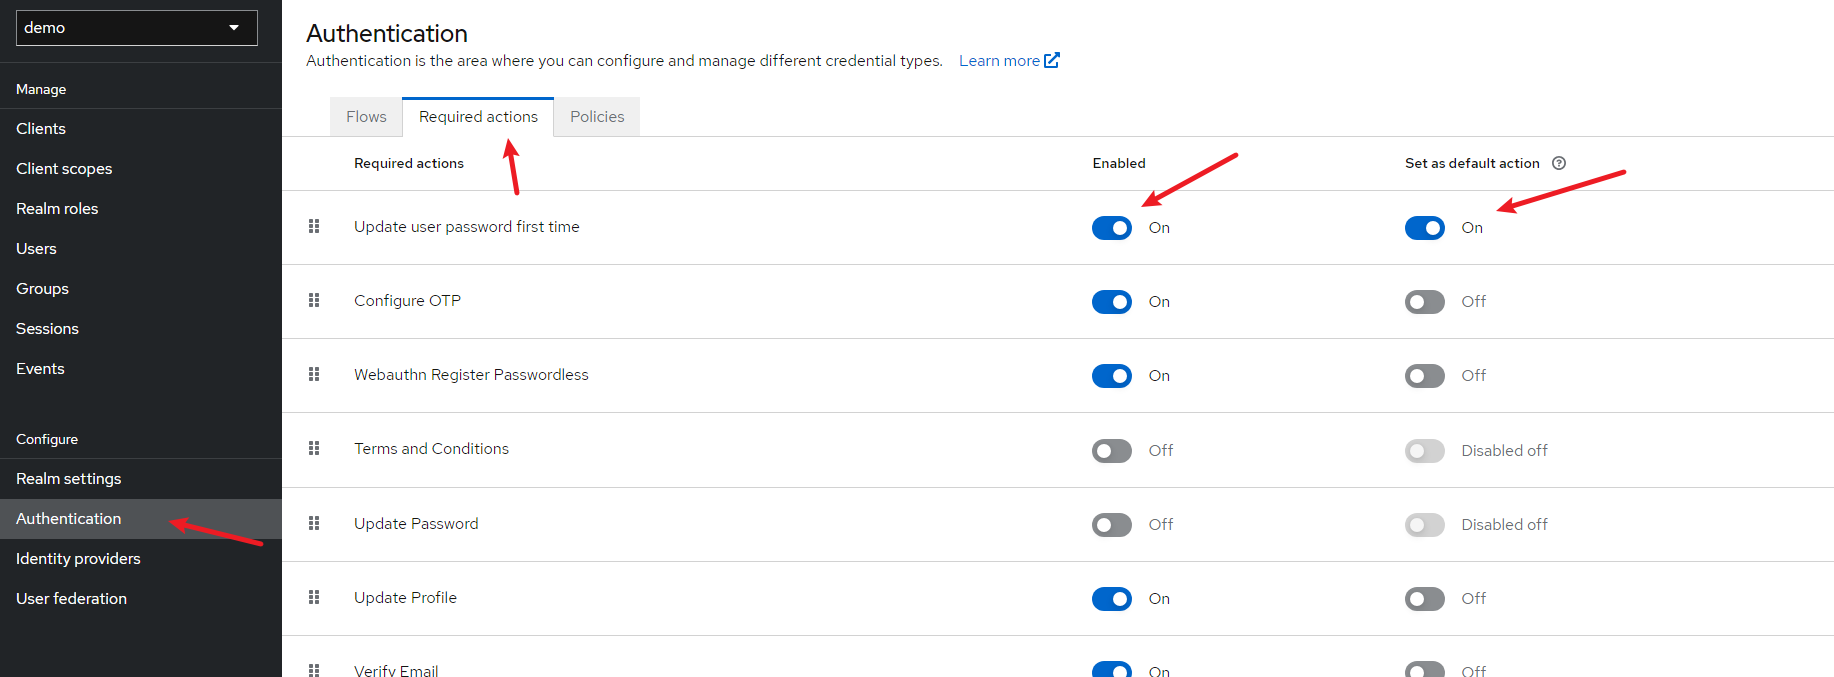 demo
Manage
Clients
Client scopes
Realm roles
Users
Groups
Sessions
Events
Configure
Realm settings
Authentication
Identity providers
User federation
Authentication
Authentication is the area where you can configure and manage different credential types. Learn more
Flows Required actions Policies
Required actions Enabled Set as default action
Update user password first time On On
Configure OTP On Off
Webauthn Register Passwordless On Off
Terms and Conditions Off Disabled off
Update Password Off Disabled off
Update Profile On Off
Verify Email On Off